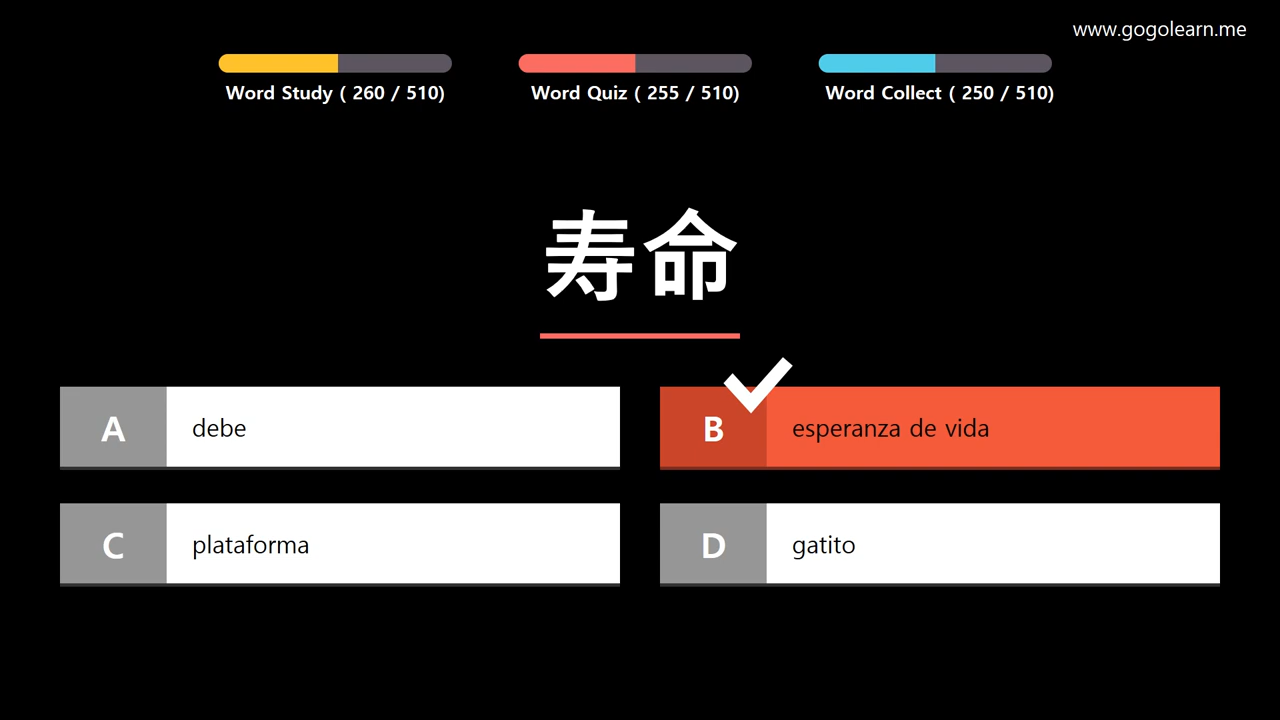 www.gogolearn.me
Word Study ( 260 / 510)
Word Quiz ( 255 / 510)
Word Collect ( 250 / 510)
寿命
A debe
B esperanza de vida
C plataforma
D gatito